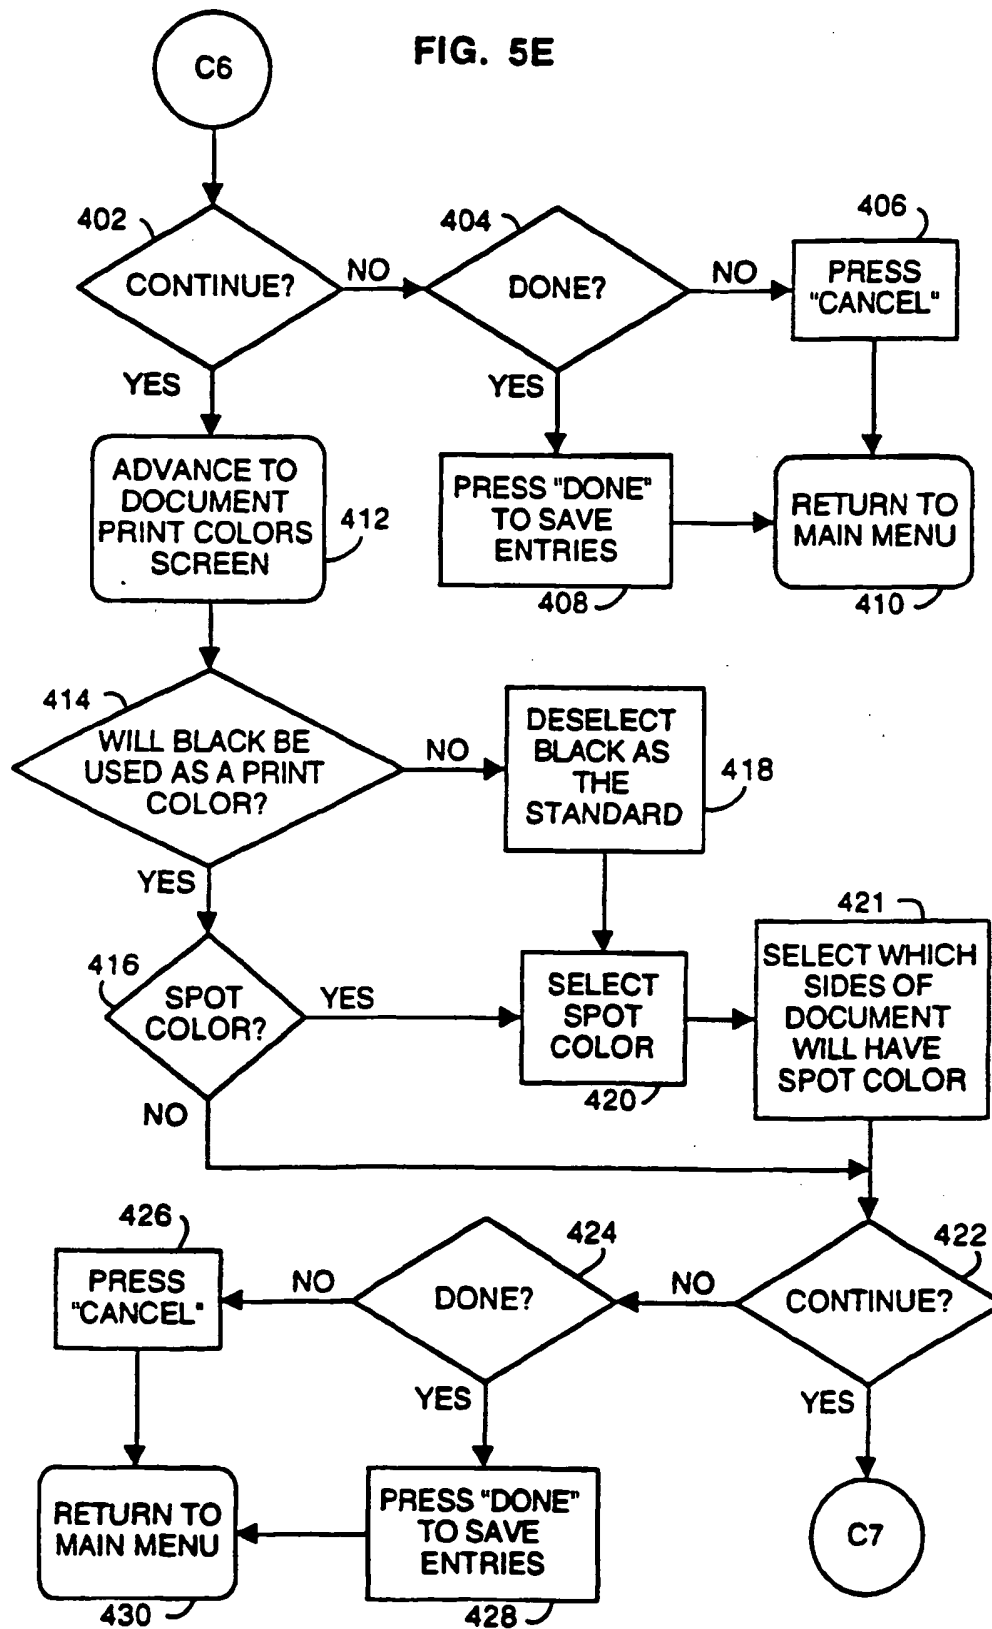 FIG. 5E
C6
402
CONTINUE?
NO
404
DONE?
NO
406
PRESS
"CANCEL"
YES
YES
ADVANCE TO
DOCUMENT
PRINT COLORS
SCREEN
412
PRESS "DONE"
TO SAVE
ENTRIES
408
RETURN TO
MAIN MENU
410
414
WILL BLACK BE
USED AS A PRINT
COLOR?
NO
DESELECT
BLACK AS
THE
STANDARD
418
YES
416
SPOT
COLOR?
YES
SELECT
SPOT
COLOR
420
421
SELECT WHICH
SIDES OF
DOCUMENT
WILL HAVE
SPOT COLOR
NO
426
PRESS
"CANCEL"
NO
424
DONE?
NO
422
CONTINUE?
YES
YES
RETURN TO
MAIN MENU
430
PRESS "DONE"
TO SAVE
ENTRIES
428
C7